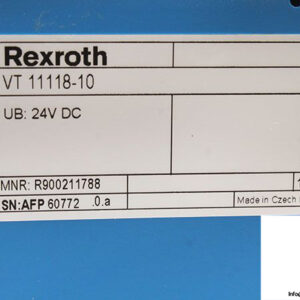 Rexroth
VT 11118-10
UB: 24V DC
MNR: R900211788
SN:AFP 60772 .0.a
Made in Czech